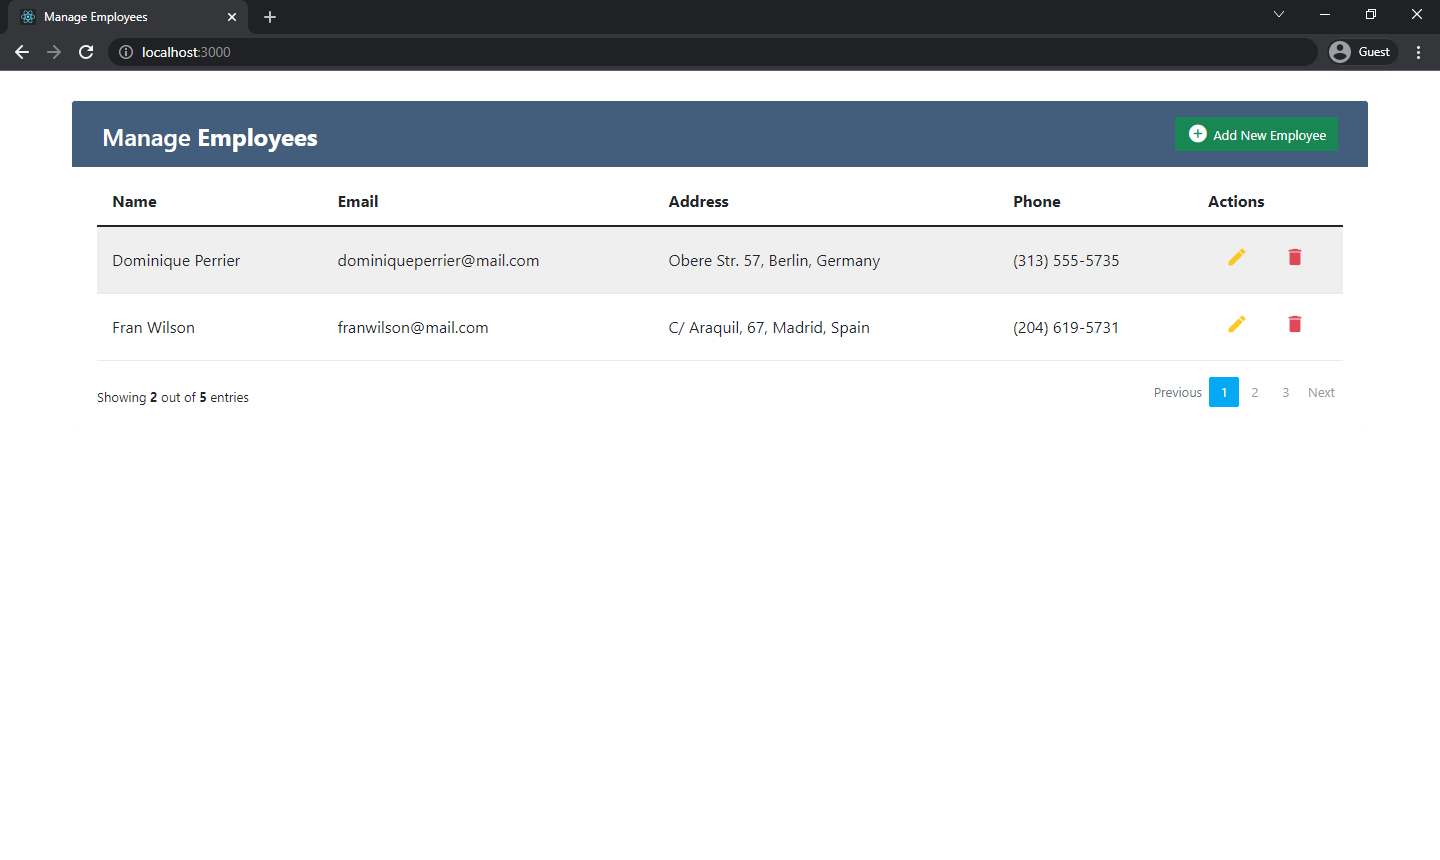 Manage Employees
localhost:3000
Guest
Manage Employees
Add New Employee
Name Email Address Phone Actions
Dominique Perrier dominiqueperrier@mail.com Obere Str. 57, Berlin, Germany (313) 555-5735
Fran Wilson franwilson@mail.com C/ Araquil, 67, Madrid, Spain (204) 619-5731
Showing 2 out of 5 entries
Previous 1 2 3 Next